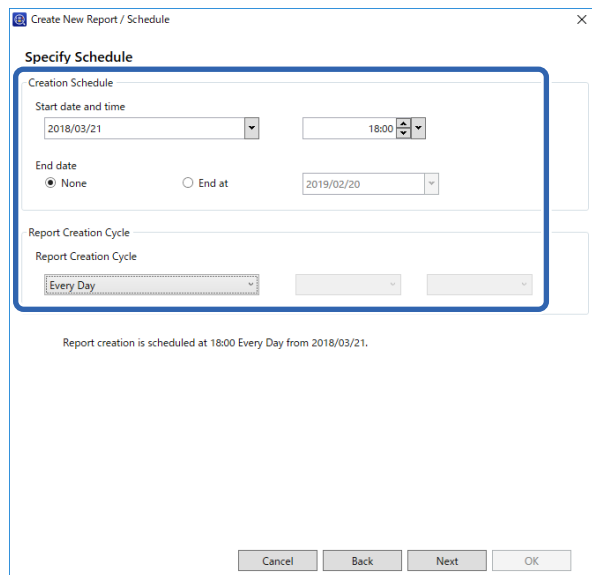 Create New Report / Schedule
Specify Schedule
Creation Schedule
Start date and time
2018/03/21 18:00
End date
None End at 2019/02/20
Report Creation Cycle
Report Creation Cycle
Every Day
Report creation is scheduled at 18:00 Every Day from 2018/03/21.
Cancel Back Next OK